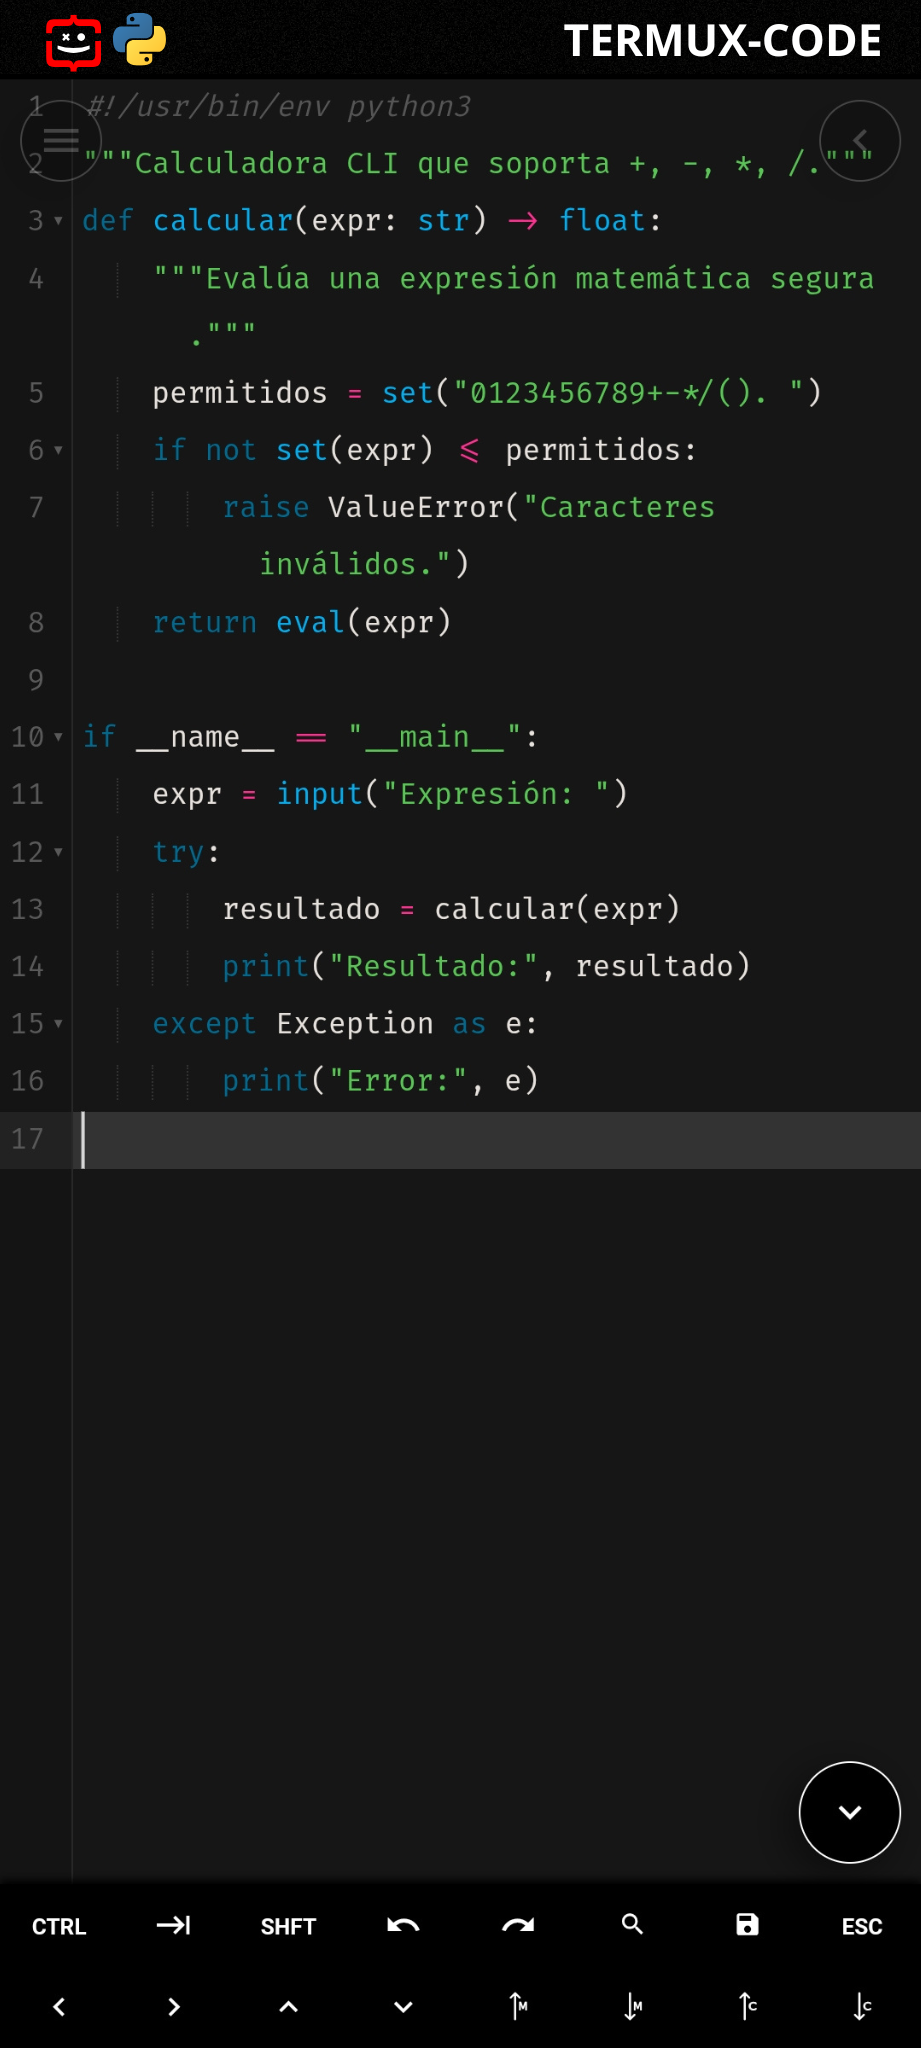 TERMUX-CODE
1 #!/usr/bin/env python3
2 """Calculadora CLI que soporta +, -, *, /."""
3 def calcular(expr: str) -> float:
4 """Evalúa una expresión matemática segura
."""
5 permitidos = set("0123456789+-*/(). ")
6 if not set(expr) <= permitidos:
7 raise ValueError("Caracteres
inválidos.")
8 return eval(expr)
9
10 if __name__ == "__main__":
11 expr = input("Expresión: ")
12 try:
13 resultado = calcular(expr)
14 print("Resultado:", resultado)
15 except Exception as e:
16 print("Error:", e)
17
CTRL SHFT ESC
M M C C